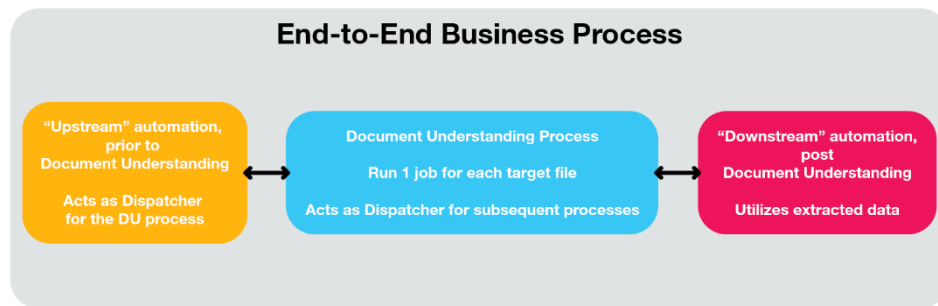 End-to-End Business Process
“Upstream” automation,
prior to
Document Understanding
Acts as Dispatcher
for the DU process
Document Understanding Process
Run 1 job for each target file
Acts as Dispatcher for subsequent processes
“Downstream” automation,
post
Document Understanding
Utilizes extracted data